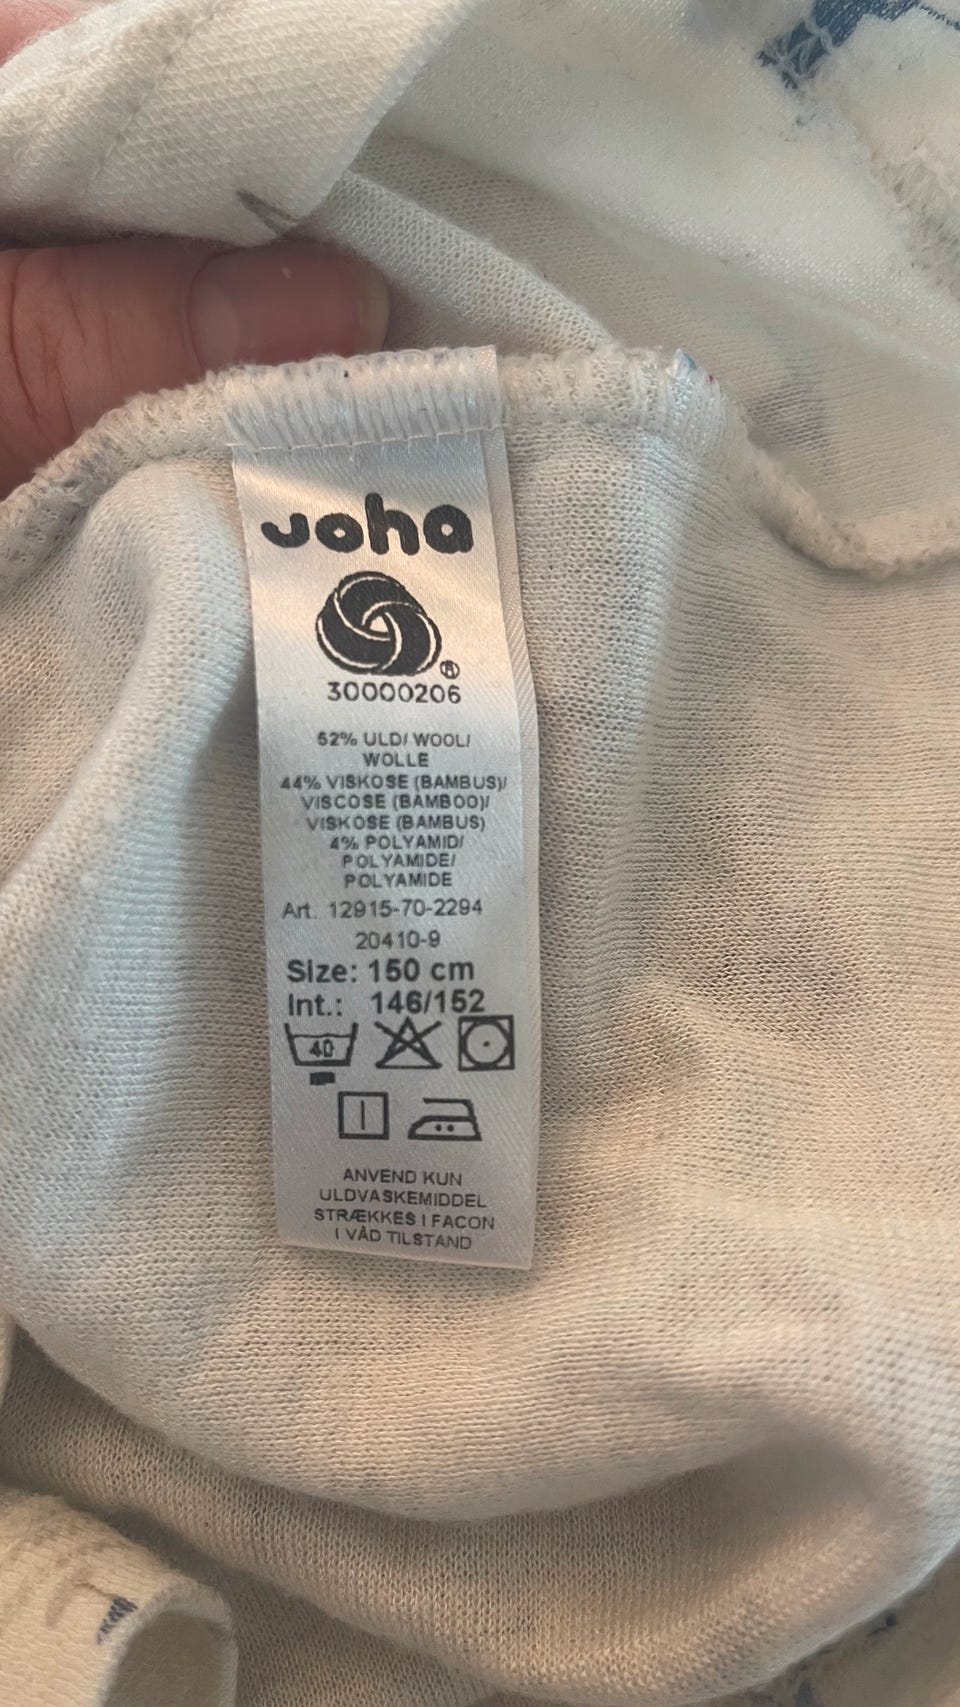 joha
®
30000206
52% ULD/ WOOL/
WOLLE
44% VISKOSE (BAMBUS)/
VISCOSE (BAMBOO)/
VISKOSE (BAMBUS)
4% POLYAMID/
POLYAMIDE/
POLYAMIDE
Art. 12915-70-2294
20410-9
Size: 150 cm
Int.: 146/152
40
ANVEND KUN
ULDVASKEMIDDEL
STRÆKKES I FACON
I VÅD TILSTAND